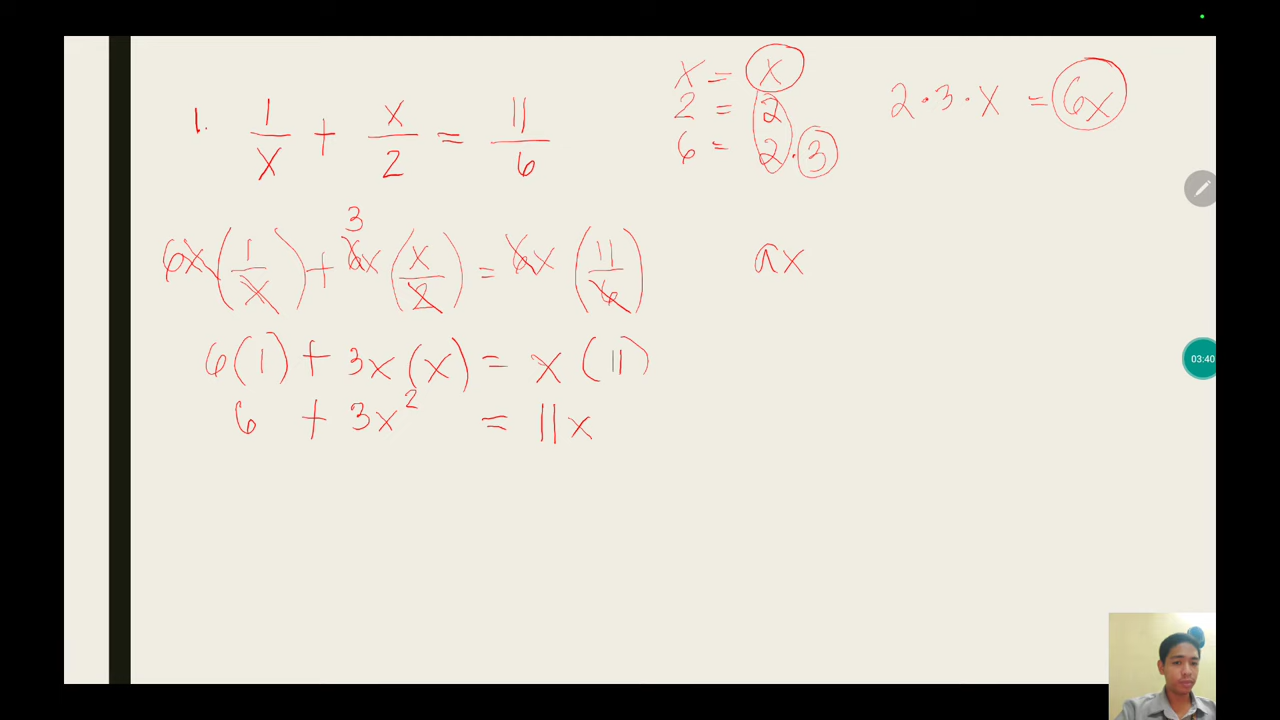 1. 1/x + x/2 = 11/6
x = x
2 = 2
6 = 2 · 3
2 · 3 · x = 6x
6x(1/x) + 3 6x(x/2) = 6x(11/6)
ax
6(1) + 3x(x) = x(11)
6 + 3x² = 11x
03:40